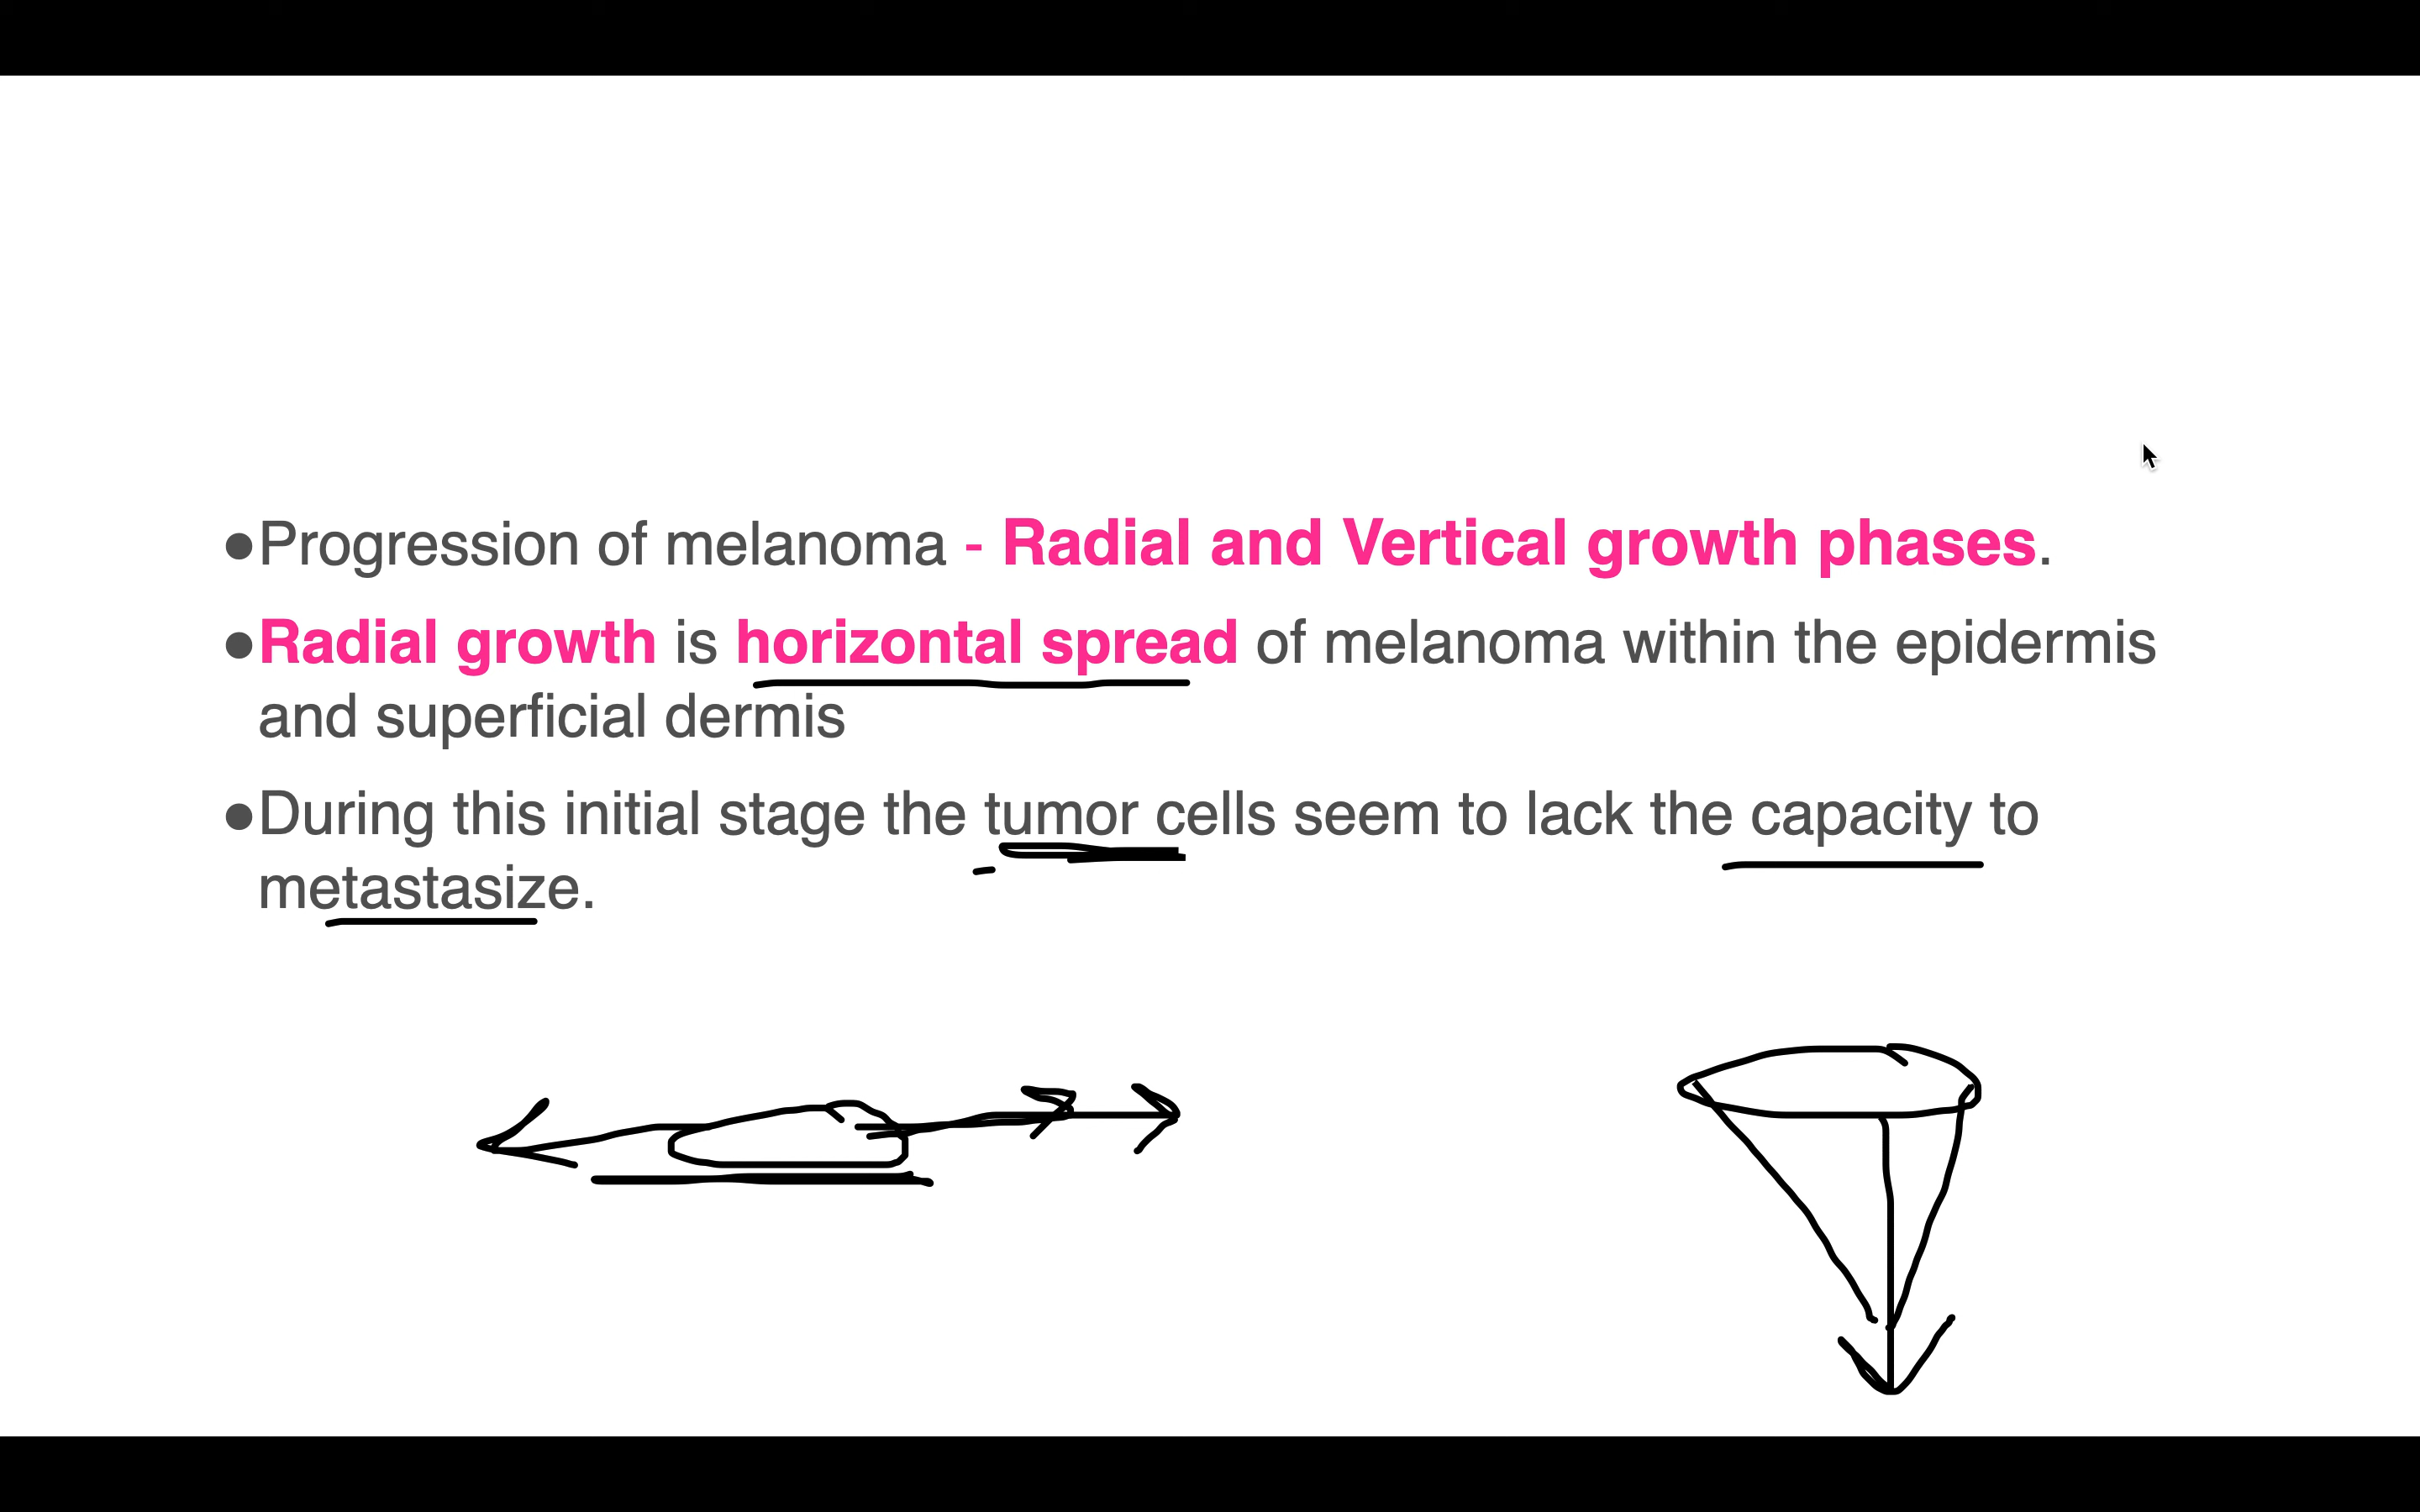 ●Progression of melanoma - Radial and Vertical growth phases.
●Radial growth is horizontal spread of melanoma within the epidermis
and superficial dermis
●During this initial stage the tumor cells seem to lack the capacity to
metastasize.